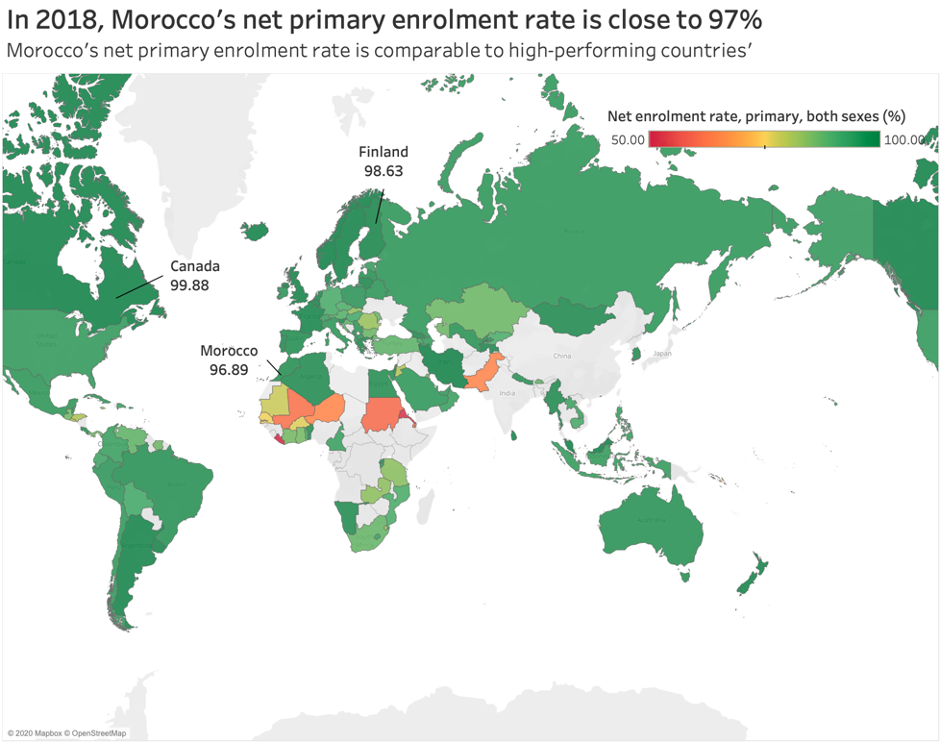 In 2018, Morocco's net primary enrolment rate is close to 97%
Morocco's net primary enrolment rate is comparable to high-performing countries'
Net enrolment rate, primary, both sexes (%)
50.00
100.00
Finland
98.63
Canada
99.88
Morocco
96.89
China
Japan
India
Australia
© 2020 Mapbox © OpenStreetMap